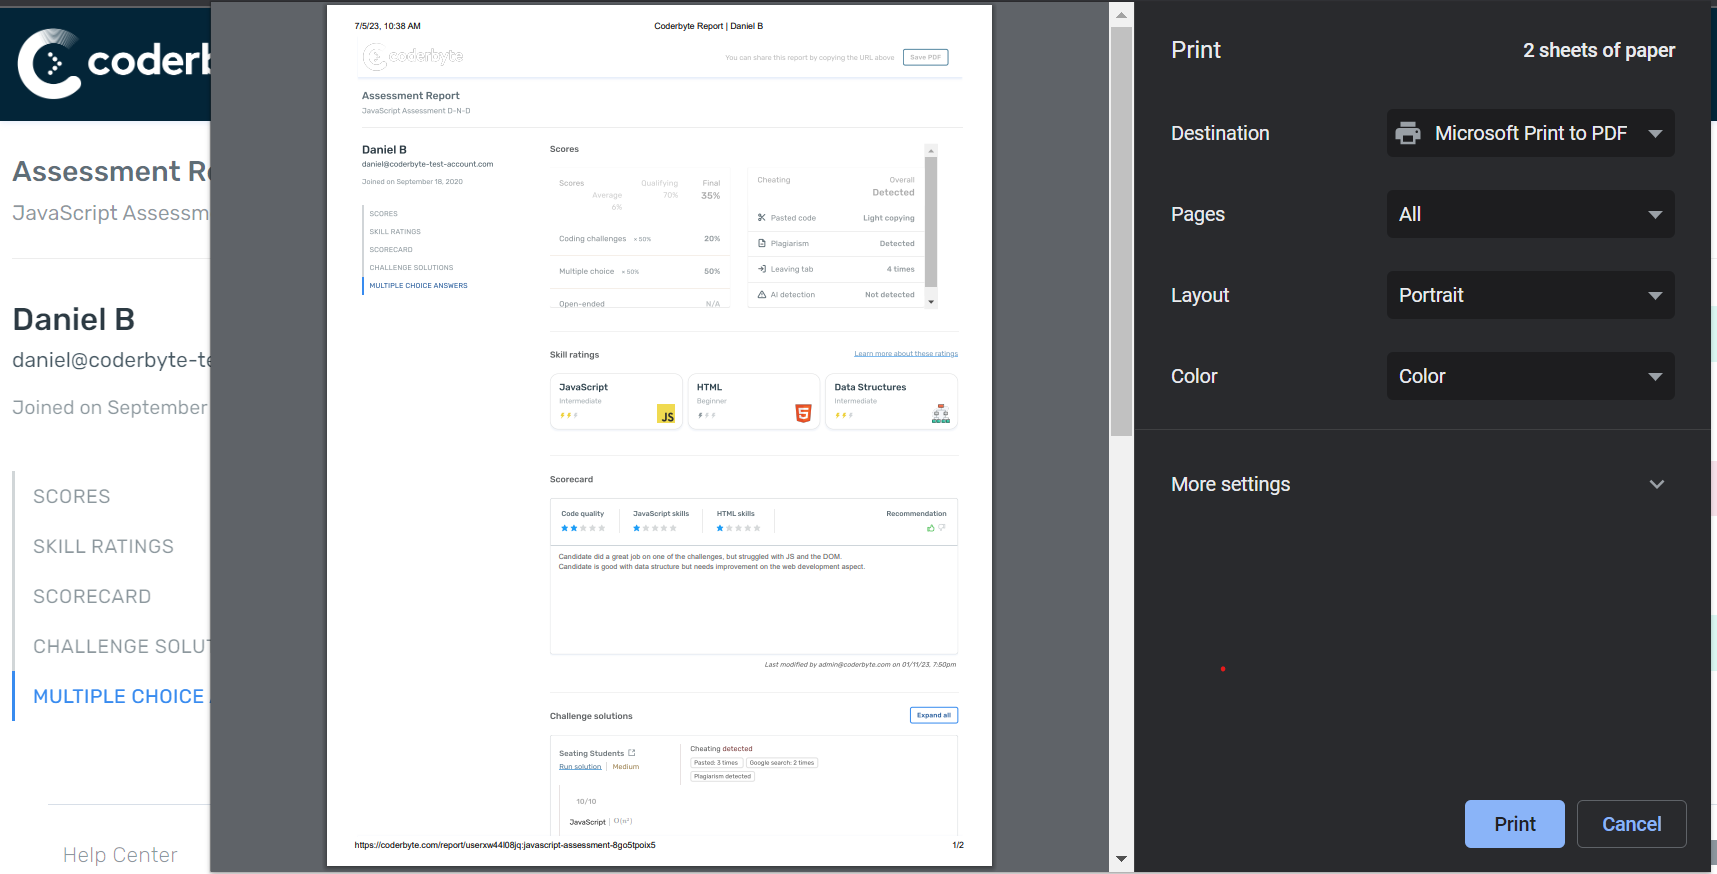 coderb
Assessment Re
JavaScript Assessm
Daniel B
daniel@coderbyte-te
Joined on September
SCORES
SKILL RATINGS
SCORECARD
CHALLENGE SOLUT
MULTIPLE CHOICE
Help Center
7/5/23, 10:38 AM
Coderbyte Report | Daniel B
coderbyte
You can share this report by copying the URL above
Save PDF
Assessment Report
JavaScript Assessment D-N-D
Daniel B
daniel@coderbyte-test-account.com
Joined on September 18, 2020
SCORES
SKILL RATINGS
SCORECARD
CHALLENGE SOLUTIONS
MULTIPLE CHOICE ANSWERS
Scores
Scores Qualifying Final
Average 70% 35%
6%
Coding challenges × 50% 20%
Multiple choice × 50% 50%
Open-ended N/A
Cheating Overall
Detected
Pasted code Light copying
Plagiarism Detected
Leaving tab 4 times
AI detection Not detected
Skill ratings
Learn more about these ratings
JavaScript
Intermediate
JS
HTML
Beginner
5
Data Structures
Intermediate
Scorecard
Code quality JavaScript skills HTML skills Recommendation
Candidate did a great job on one of the challenges, but struggled with JS and the DOM.
Candidate is good with data structure but needs improvement on the web development aspect.
Last modified by admin@coderbyte.com on 01/11/23, 7:50pm
Challenge solutions
Expand all
Seating Students
Run solution | Medium
Cheating detected
Pasted: 3 times Google search: 2 times
Plagiarism detected
10/10
JavaScript | O(n²)
https://coderbyte.com/report/userxw44l08jq:javascript-assessment-8go5tpoix5
1/2
Print
2 sheets of paper
Destination
Microsoft Print to PDF
Pages
All
Layout
Portrait
Color
Color
More settings
Print
Cancel